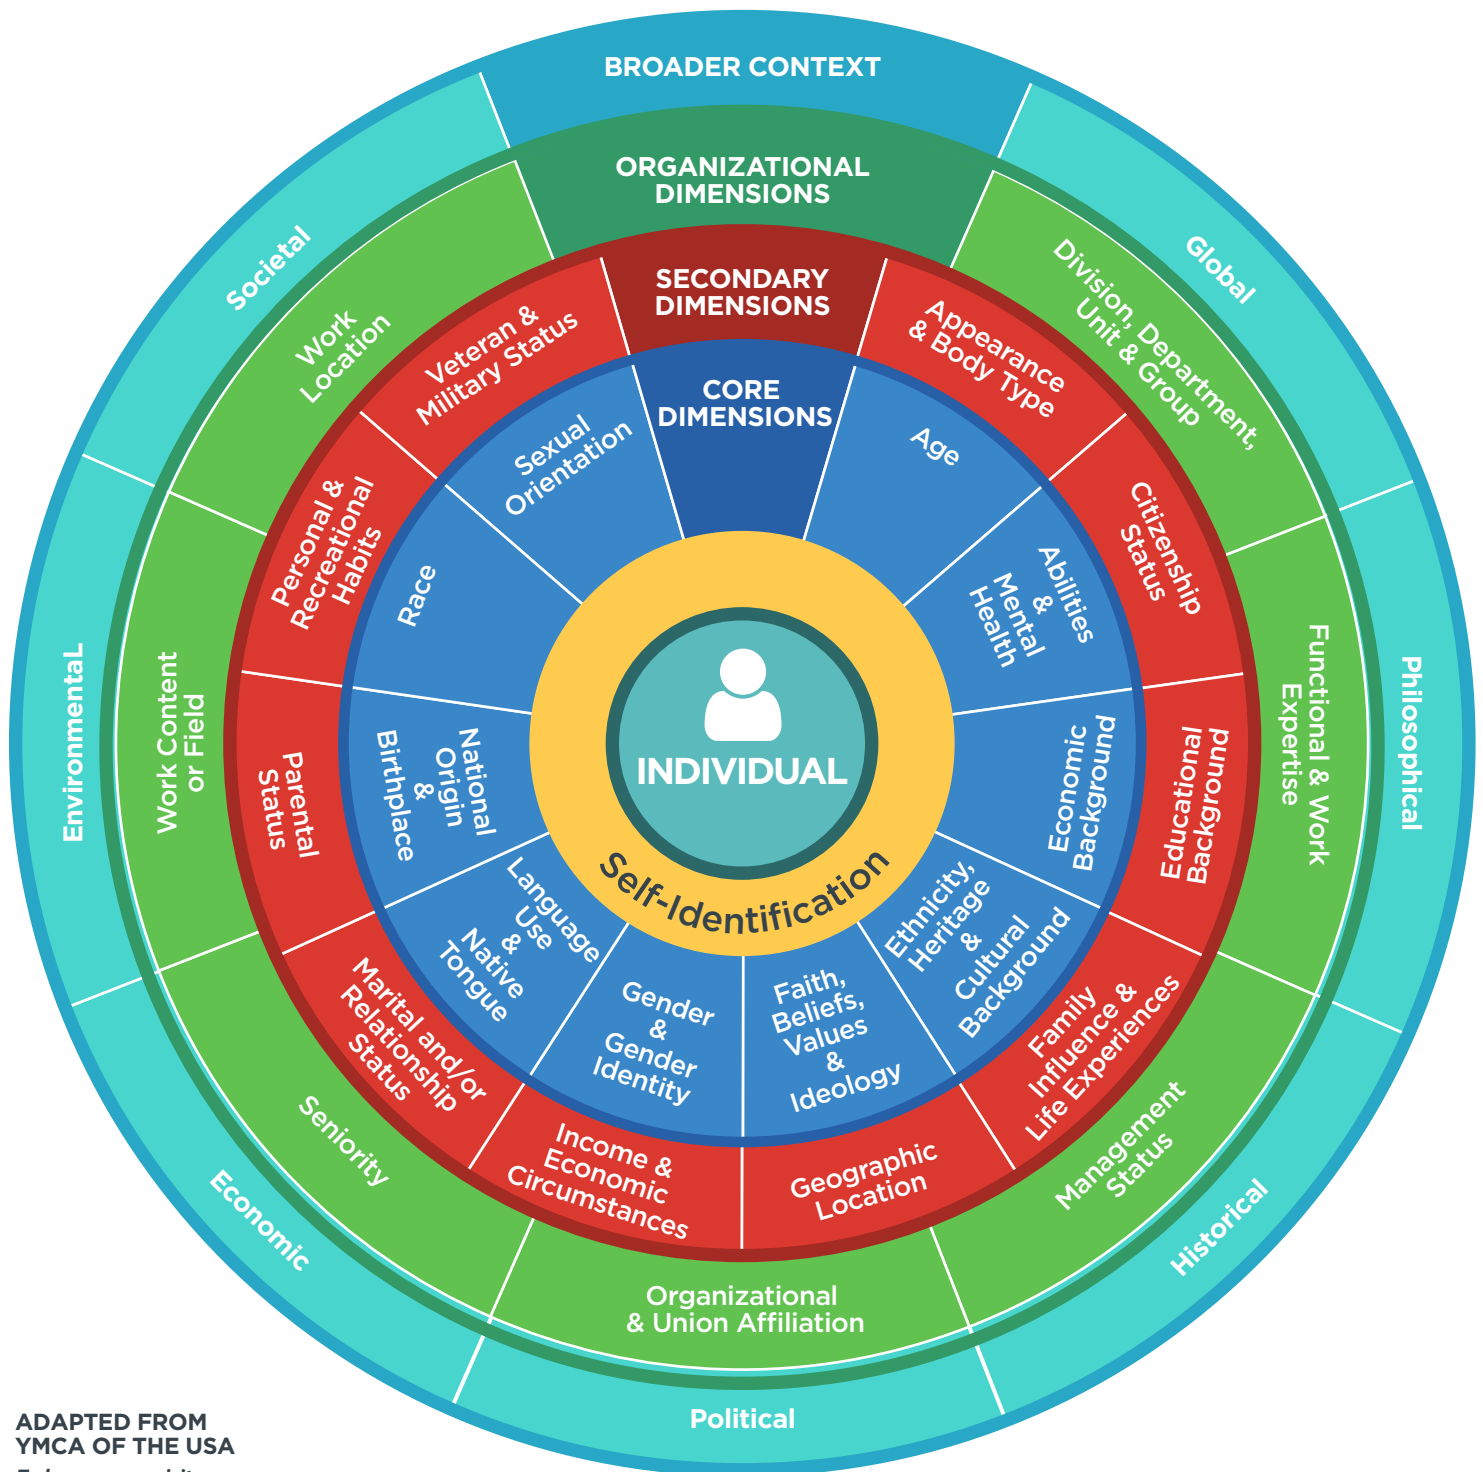 BROADER CONTEXT
Global
Philosophical
Historical
Political
Economic
EnvironmentaL
Societal
ORGANIZATIONAL
DIMENSIONS
Division, Department,
Unit & Group
Functional & Work
Expertise
Management
Status
Organizational
& Union Affiliation
Seniority
Work Content
or Field
Work
Location
SECONDARY
DIMENSIONS
Appearance
& Body Type
Citizenship
Status
Educational
Background
Family
Influence &
Life Experiences
Geographic
Location
Income &
Economic
Circumstances
Marital and/or
Relationship
Status
Parental
Status
Personal &
Recreational
Habits
Veteran &
Military Status
CORE
DIMENSIONS
Age
Abilities
&
Mental
Health
Economic
Background
Ethnicity,
Heritage
&
Cultural
Background
Faith,
Beliefs,
Values
&
Ideology
Gender
&
Gender
Identity
Language
Use
&
Native
Tongue
National
Origin
&
Birthplace
Race
Sexual
Orientation
INDIVIDUAL
Self-Identification
ADAPTED FROM
YMCA OF THE USA